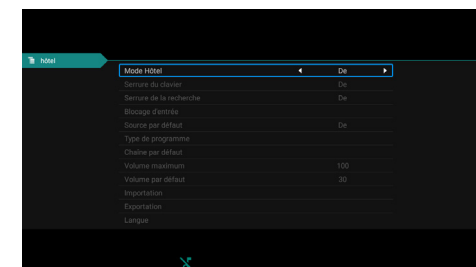 hôtel
Mode Hôtel De
Serrure du clavier De
Serrure de la recherche De
Blocage d'entrée
Source par défaut De
Type de programme
Chaîne par défaut
Volume maximum 100
Volume par défaut 30
Importation
Exportation
Langue